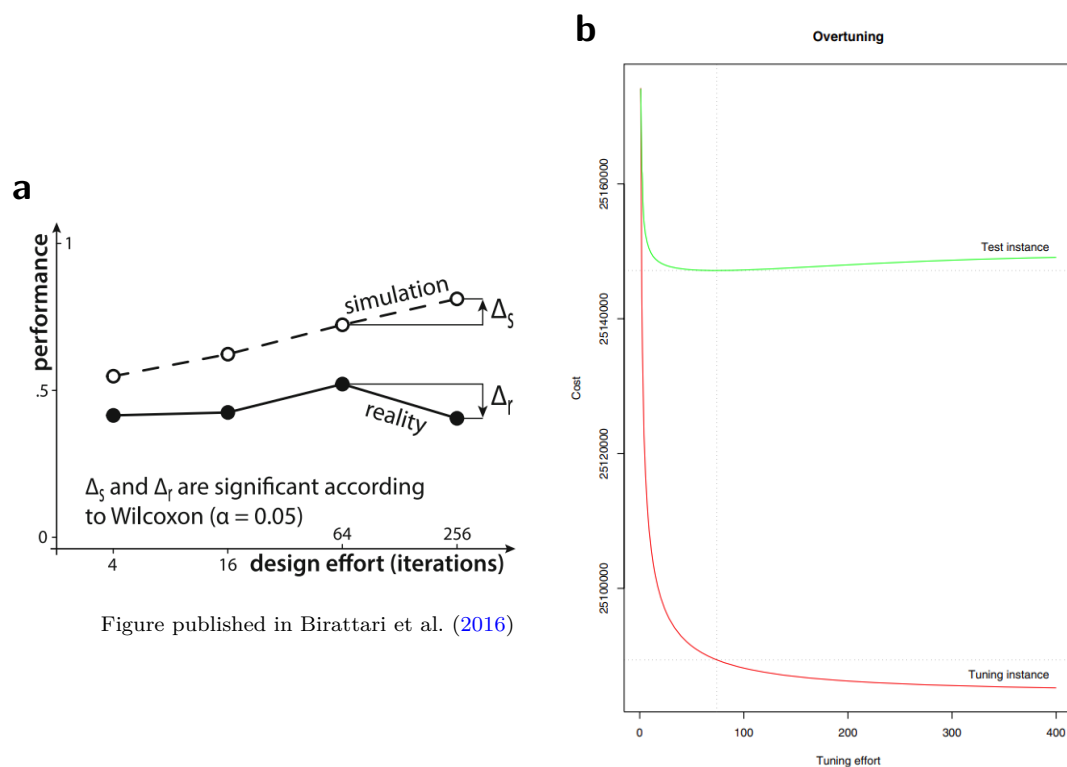 a
performance
1
.5
0
simulation
Δs
reality
Δr
Δs and Δr are significant according
to Wilcoxon (α = 0.05)
4
16
64
256
design effort (iterations)
Figure published in Birattari et al. (2016)
b
Overtuning
Cost
25160000
25140000
25120000
25100000
Test instance
Tuning instance
0
100
200
300
400
Tuning effort